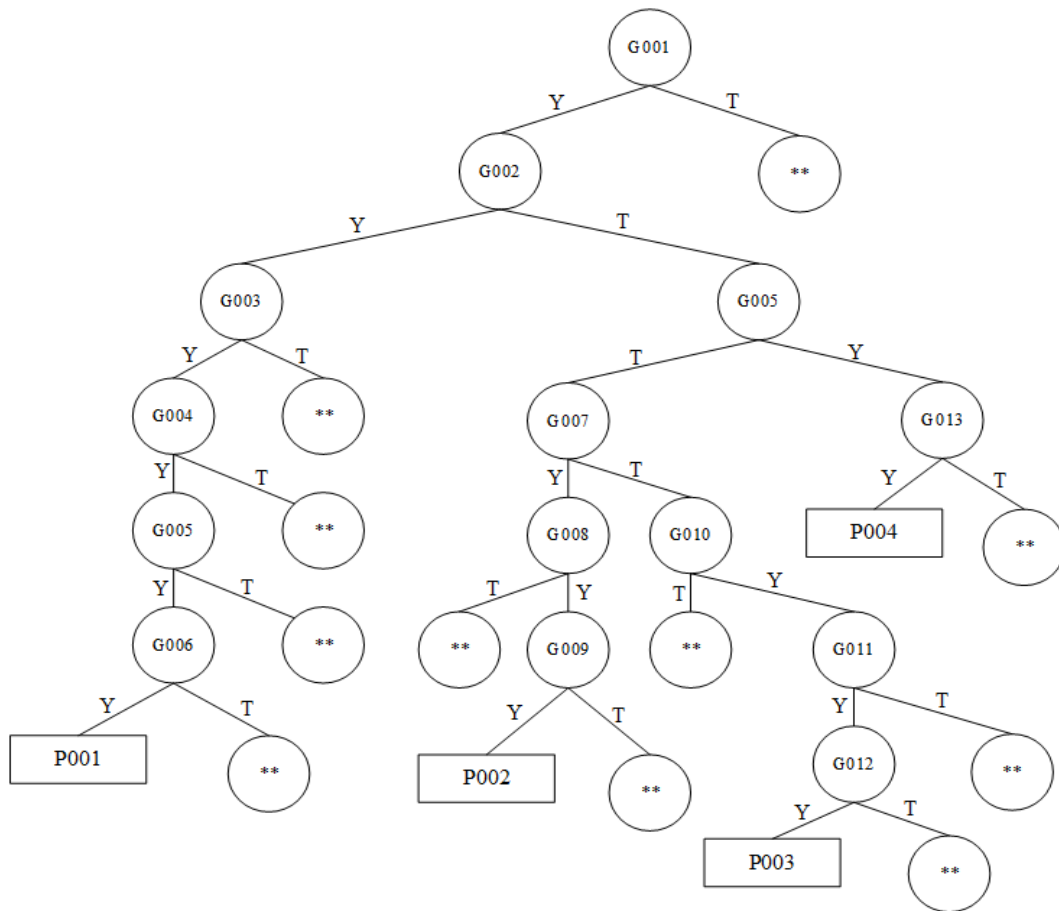 G001
Y T
G002 **
Y T
G003 G005
Y T T Y
G004 ** G007 G013
Y T Y T Y T
G005 ** G008 G010 P004 **
Y T T Y T Y
G006 ** ** G009 ** G011
Y T Y T Y T
P001 ** P002 ** G012 **
Y T
P003 **